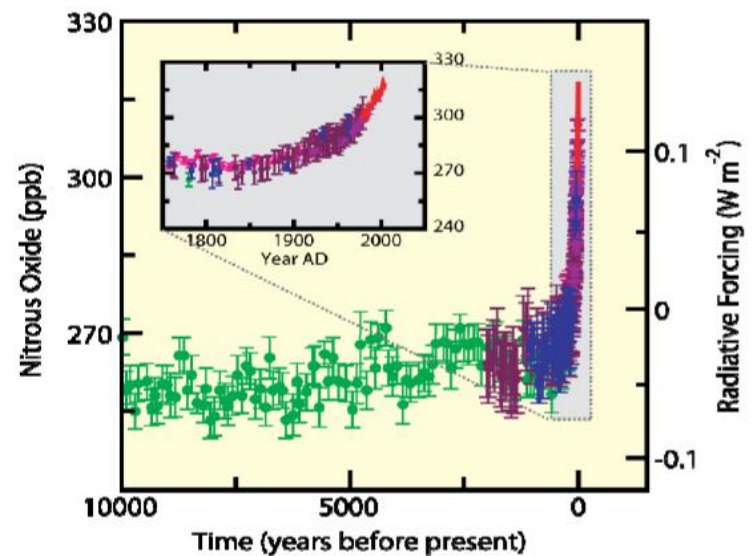 330
300
270
Nitrous Oxide (ppb)
330
300
270
240
1800 1900 2000
Year AD
0.1
0
-0.1
Radiative Forcing (W m⁻²)
10000 5000 0
Time (years before present)